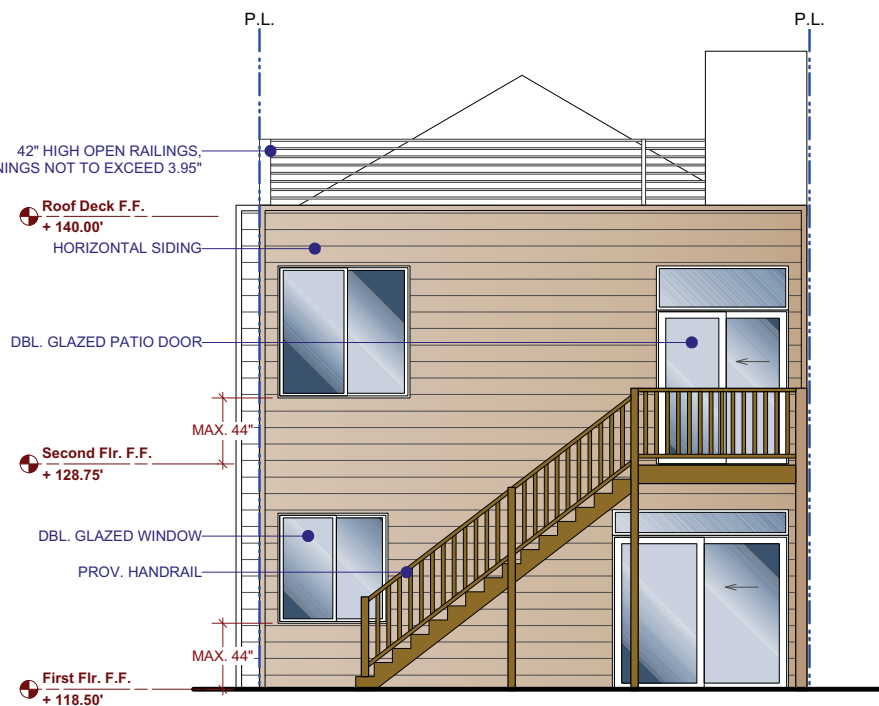 P.L.
P.L.
42" HIGH OPEN RAILINGS,
NINGS NOT TO EXCEED 3.95"
Roof Deck F.F.
+ 140.00'
HORIZONTAL SIDING
DBL. GLAZED PATIO DOOR
MAX. 44"
Second Flr. F.F.
+ 128.75'
DBL. GLAZED WINDOW
PROV. HANDRAIL
MAX. 44"
First Flr. F.F.
+ 118.50'